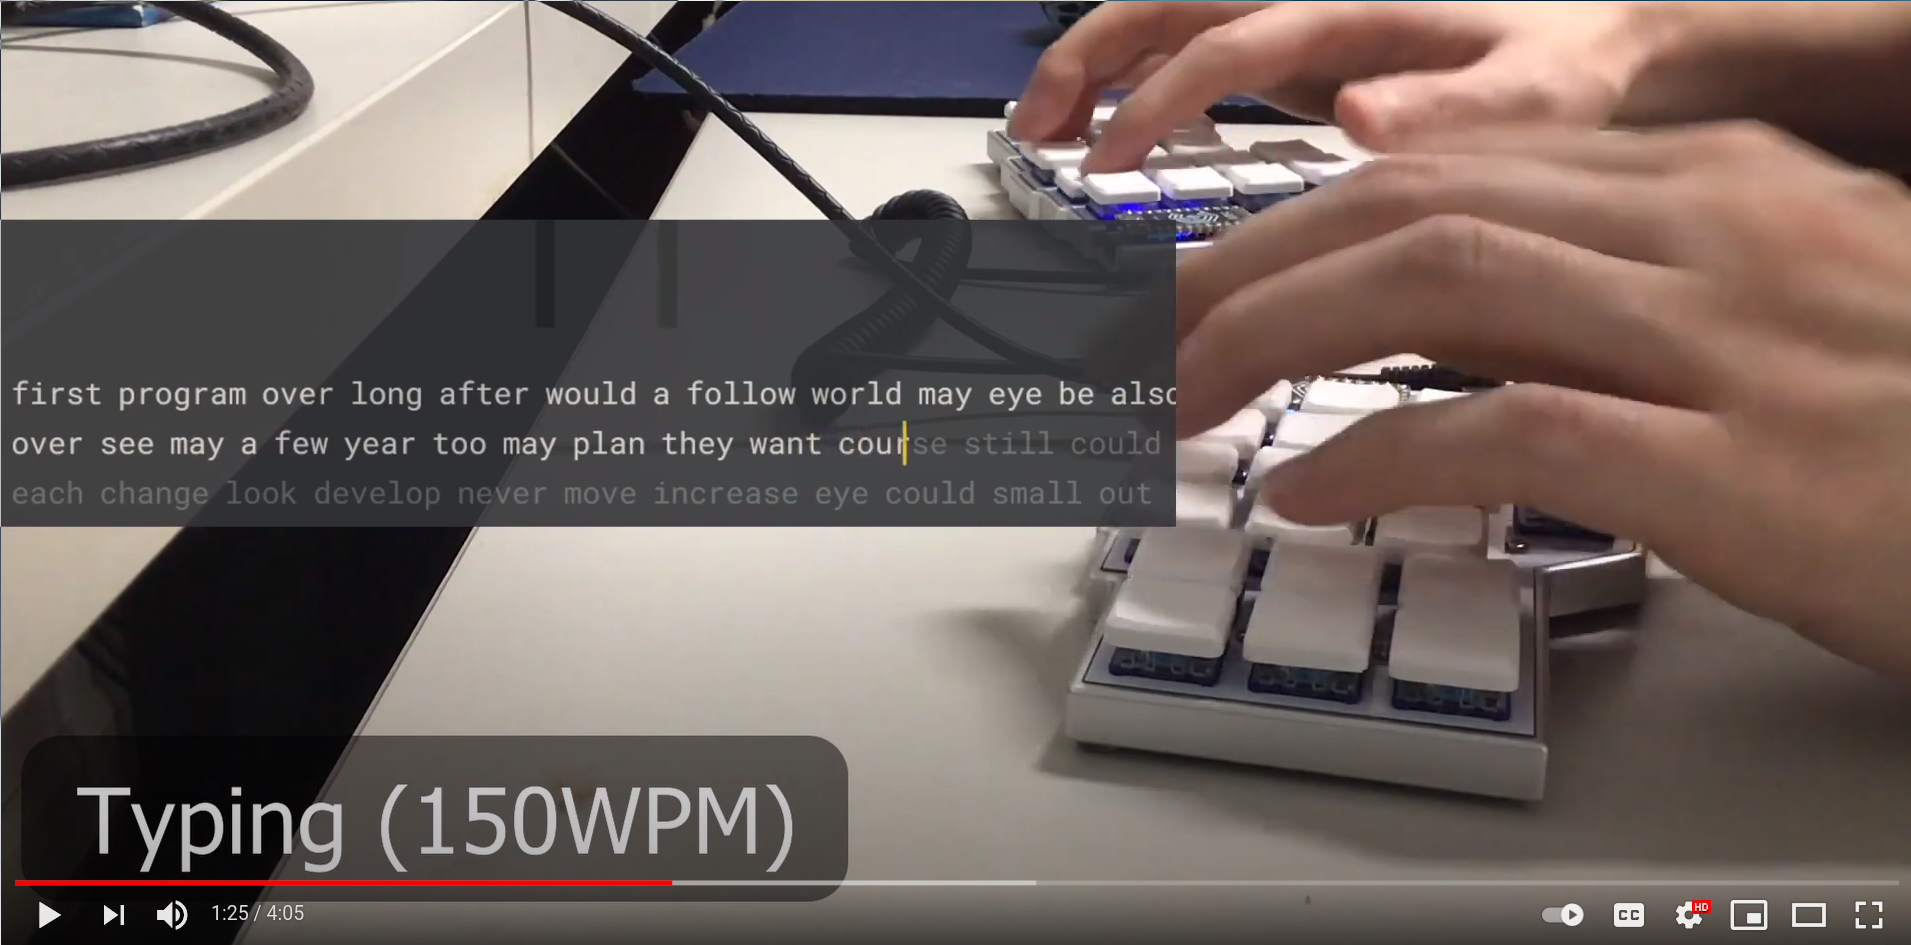 first program over long after would a follow world may eye be also
over see may a few year too may plan they want course still could
each change look develop never move increase eye could small out
Typing (150WPM)
1:25 / 4:05
CC
HD